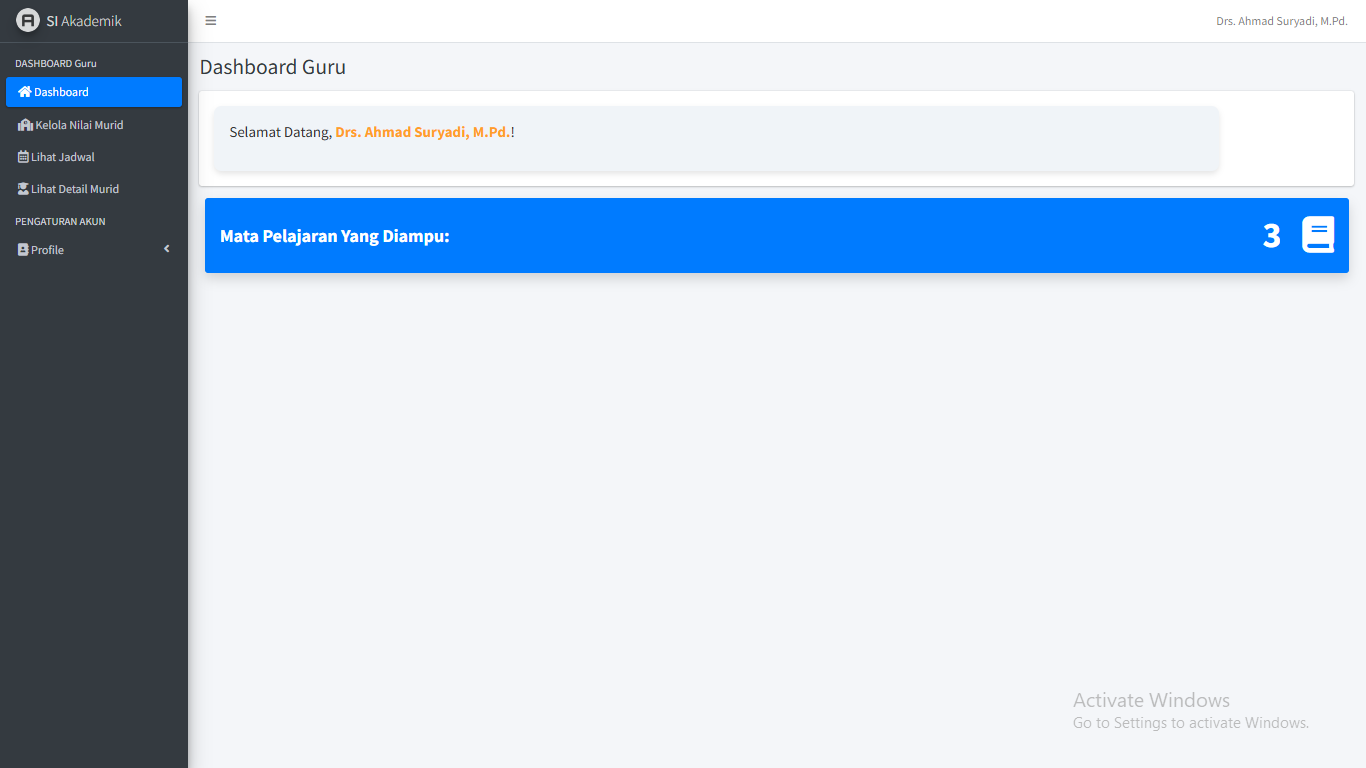 SI Akademik
Drs. Ahmad Suryadi, M.Pd.
DASHBOARD Guru
Dashboard
Kelola Nilai Murid
Lihat Jadwal
Lihat Detail Murid
PENGATURAN AKUN
Profile
Dashboard Guru
Selamat Datang, Drs. Ahmad Suryadi, M.Pd.!
Mata Pelajaran Yang Diampu: 3
Activate Windows
Go to Settings to activate Windows.